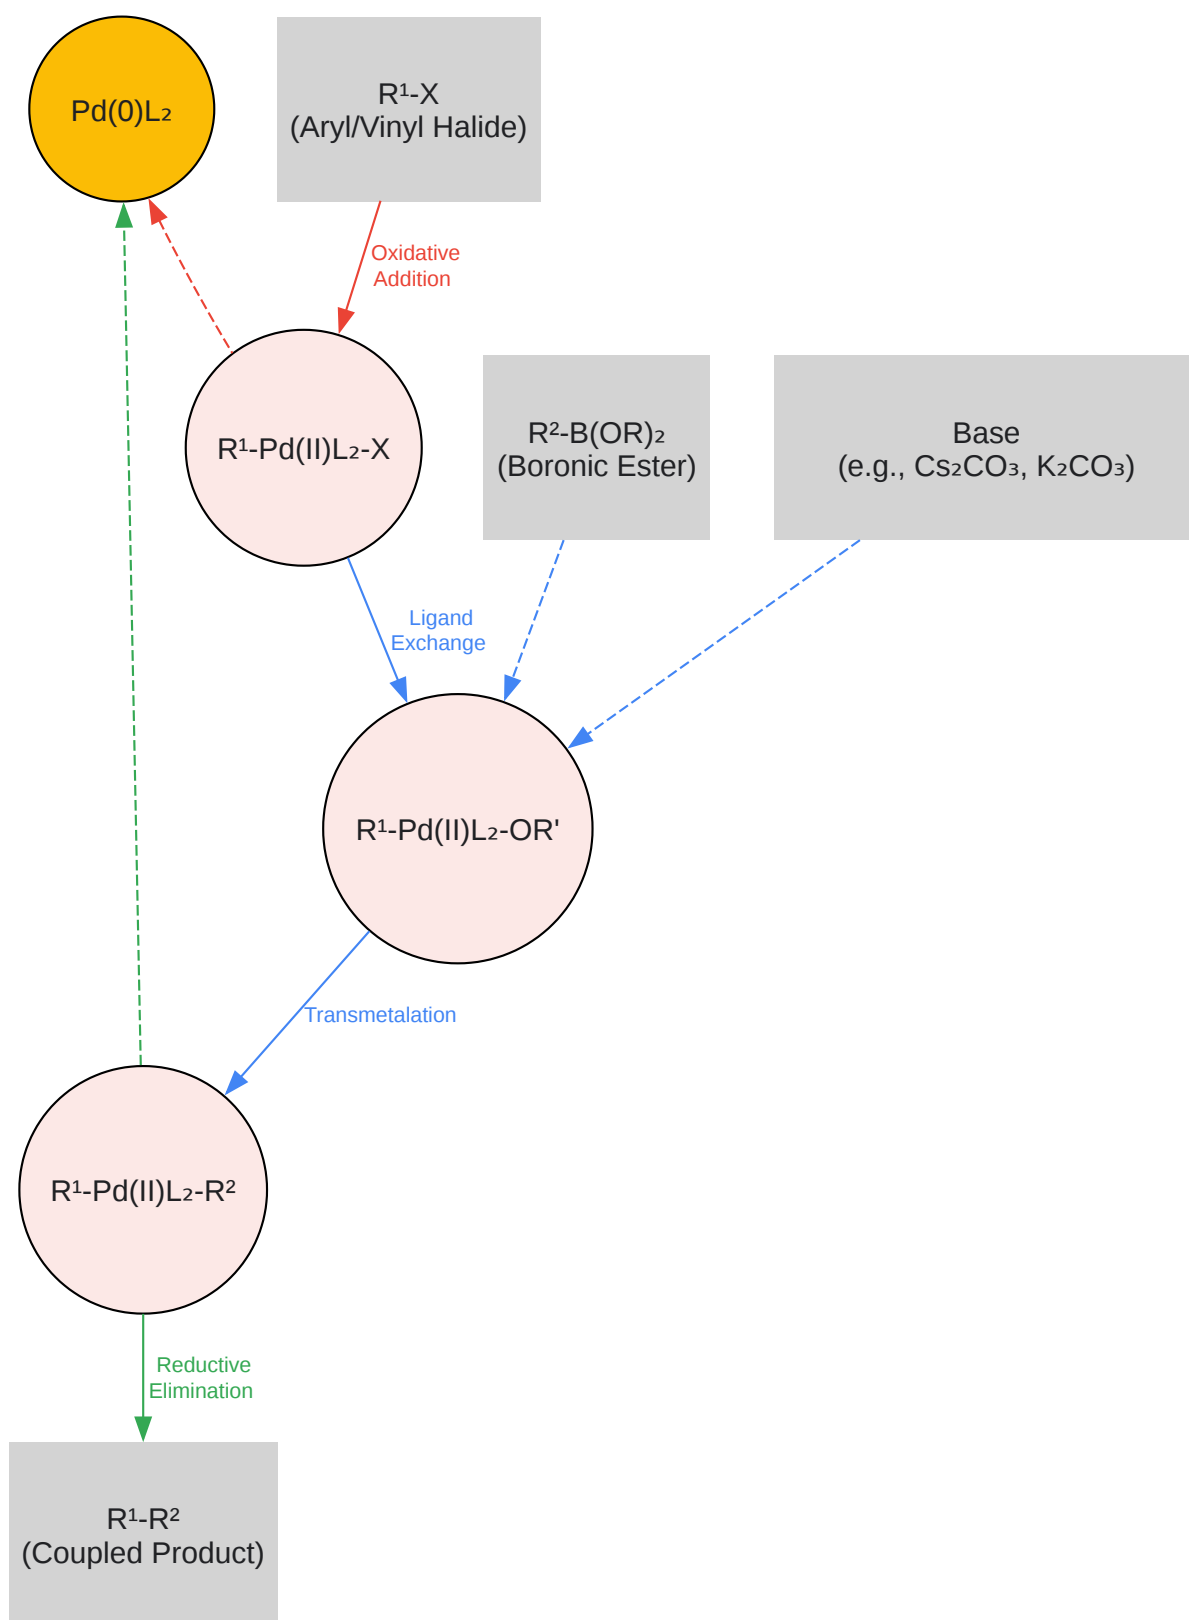 Pd(0)L₂
R¹-X
(Aryl/Vinyl Halide)
Oxidative
Addition
R¹-Pd(II)L₂-X
R²-B(OR)₂
(Boronic Ester)
Base
(e.g., Cs₂CO₃, K₂CO₃)
Ligand
Exchange
R¹-Pd(II)L₂-OR'
Transmetalation
R¹-Pd(II)L₂-R²
Reductive
Elimination
R¹-R²
(Coupled Product)